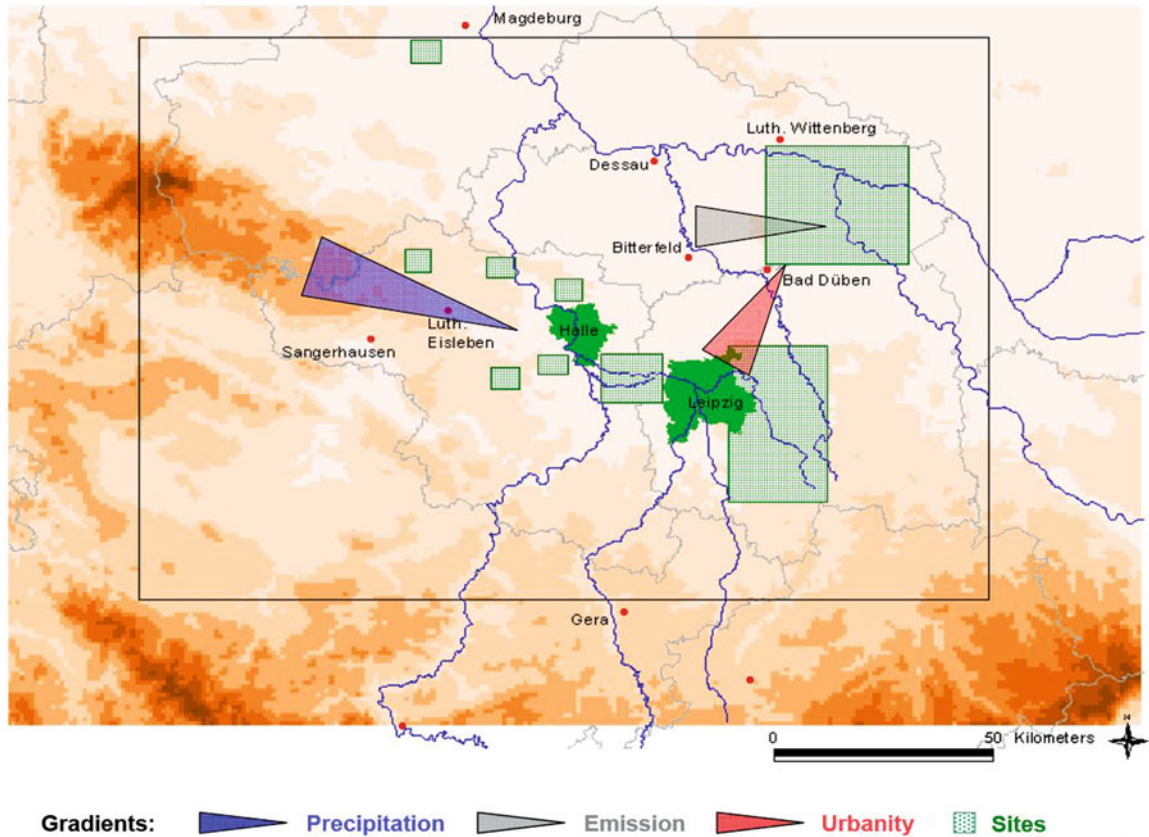 Magdeburg
Luth. Wittenberg
Dessau
Bitterfeld
Bad Düben
Luth.
Eisleben
Halle
Sangerhausen
Leipzig
Gera
N
0 50 Kilometers
Gradients: Precipitation Emission Urbanity Sites